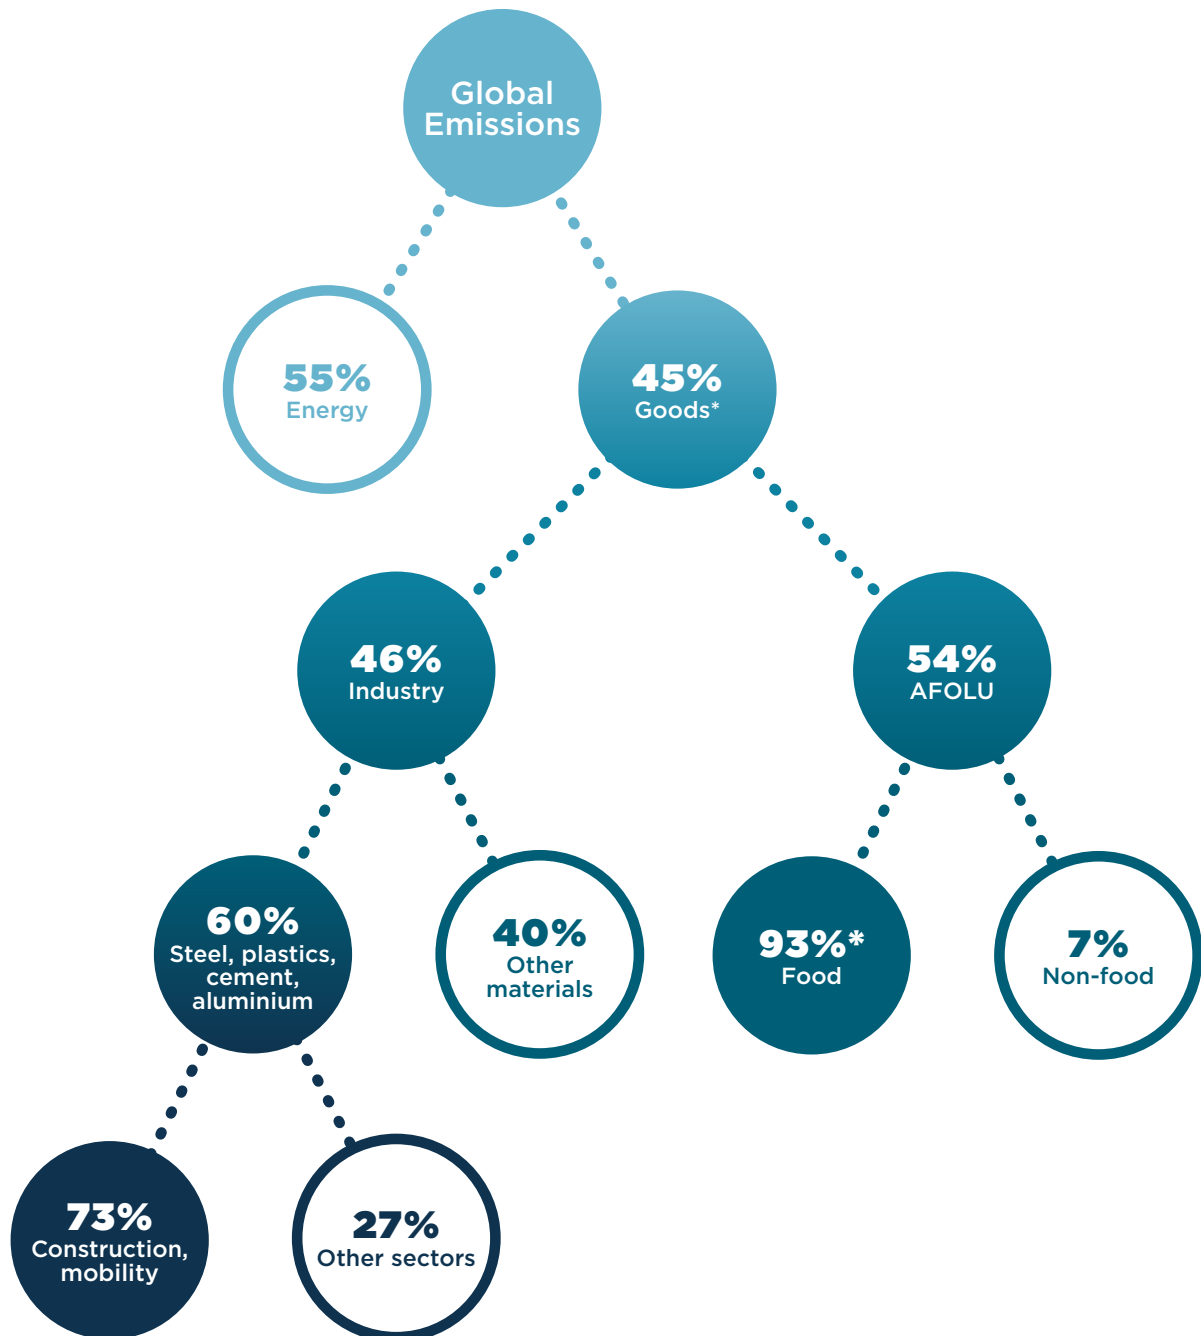 Global
Emissions
55%
Energy
45%
Goods*
46%
Industry
54%
AFOLU
60%
Steel, plastics,
cement,
aluminium
40%
Other
materials
93%*
Food
7%
Non-food
73%
Construction,
mobility
27%
Other sectors